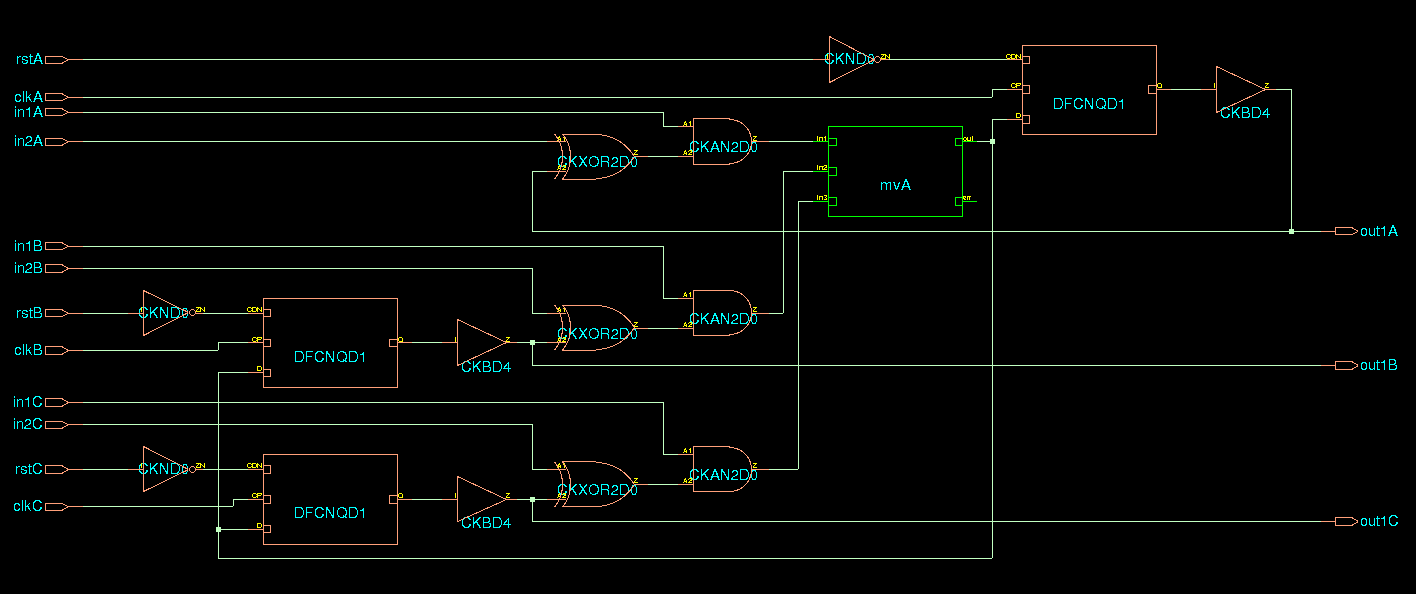 rstA
CKND0
ZN
CDN
clkA
CP
DFCNQD1
Q
I
Z
CKBD4
in1A
D
in2A
A1
CKXOR2D0
A2
Z
A1
CKAN2D0
A2
Z
in1
in2
in3
mvA
out
err
out1A
in1B
in2B
rstB
CKND0
ZN
CDN
clkB
CP
DFCNQD1
D
Q
I
Z
CKBD4
A1
CKXOR2D0
A2
Z
A1
CKAN2D0
A2
Z
out1B
in1C
in2C
rstC
CKND0
ZN
CDN
clkC
CP
DFCNQD1
D
Q
I
Z
CKBD4
A1
CKXOR2D0
A2
Z
A1
CKAN2D0
A2
Z
out1C